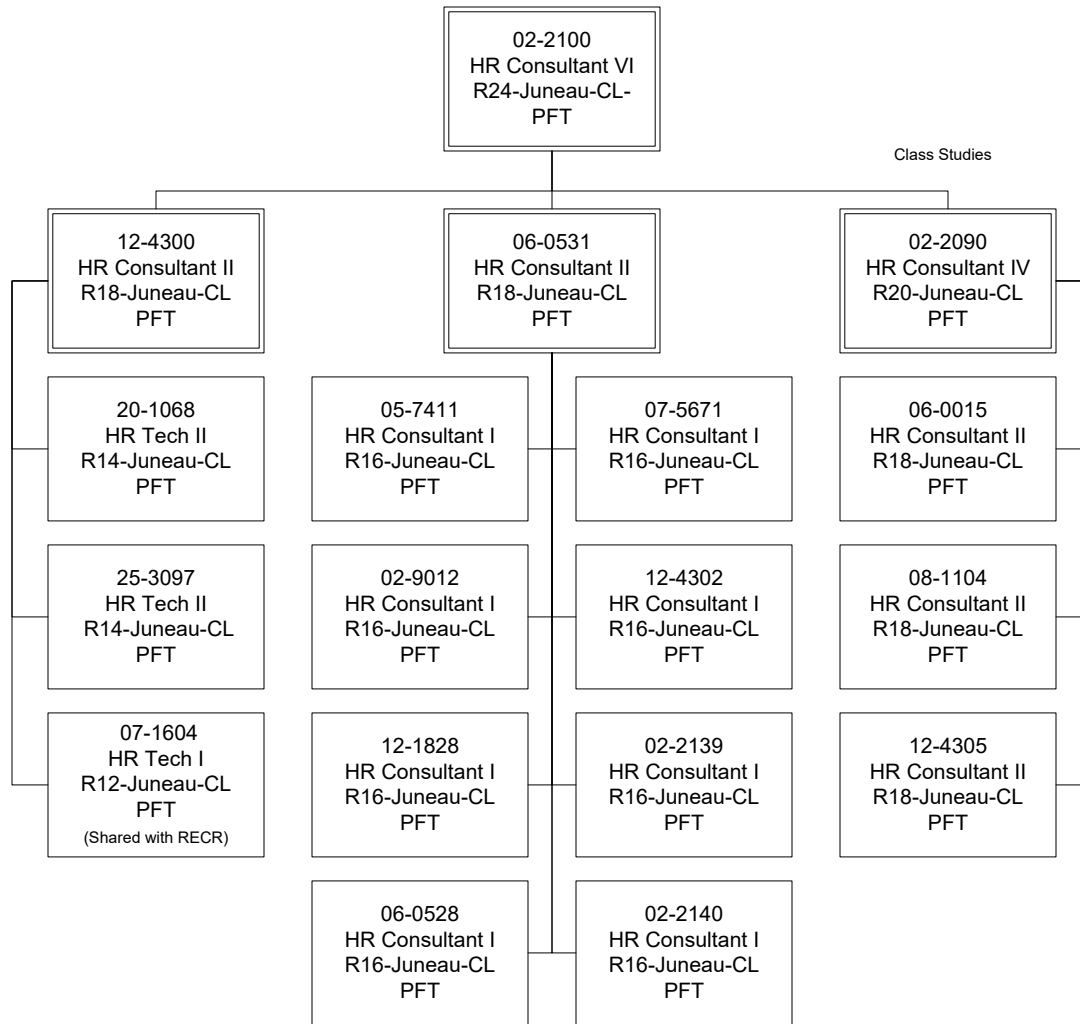 02-2100
HR Consultant VI
R24-Juneau-CL-
PFT
Class Studies
12-4300
HR Consultant II
R18-Juneau-CL
PFT
06-0531
HR Consultant II
R18-Juneau-CL
PFT
02-2090
HR Consultant IV
R20-Juneau-CL
PFT
20-1068
HR Tech II
R14-Juneau-CL
PFT
05-7411
HR Consultant I
R16-Juneau-CL
PFT
07-5671
HR Consultant I
R16-Juneau-CL
PFT
06-0015
HR Consultant II
R18-Juneau-CL
PFT
25-3097
HR Tech II
R14-Juneau-CL
PFT
02-9012
HR Consultant I
R16-Juneau-CL
PFT
12-4302
HR Consultant I
R16-Juneau-CL
PFT
08-1104
HR Consultant II
R18-Juneau-CL
PFT
07-1604
HR Tech I
R12-Juneau-CL
PFT
(Shared with RECR)
12-1828
HR Consultant I
R16-Juneau-CL
PFT
02-2139
HR Consultant I
R16-Juneau-CL
PFT
12-4305
HR Consultant II
R18-Juneau-CL
PFT
06-0528
HR Consultant I
R16-Juneau-CL
PFT
02-2140
HR Consultant I
R16-Juneau-CL
PFT